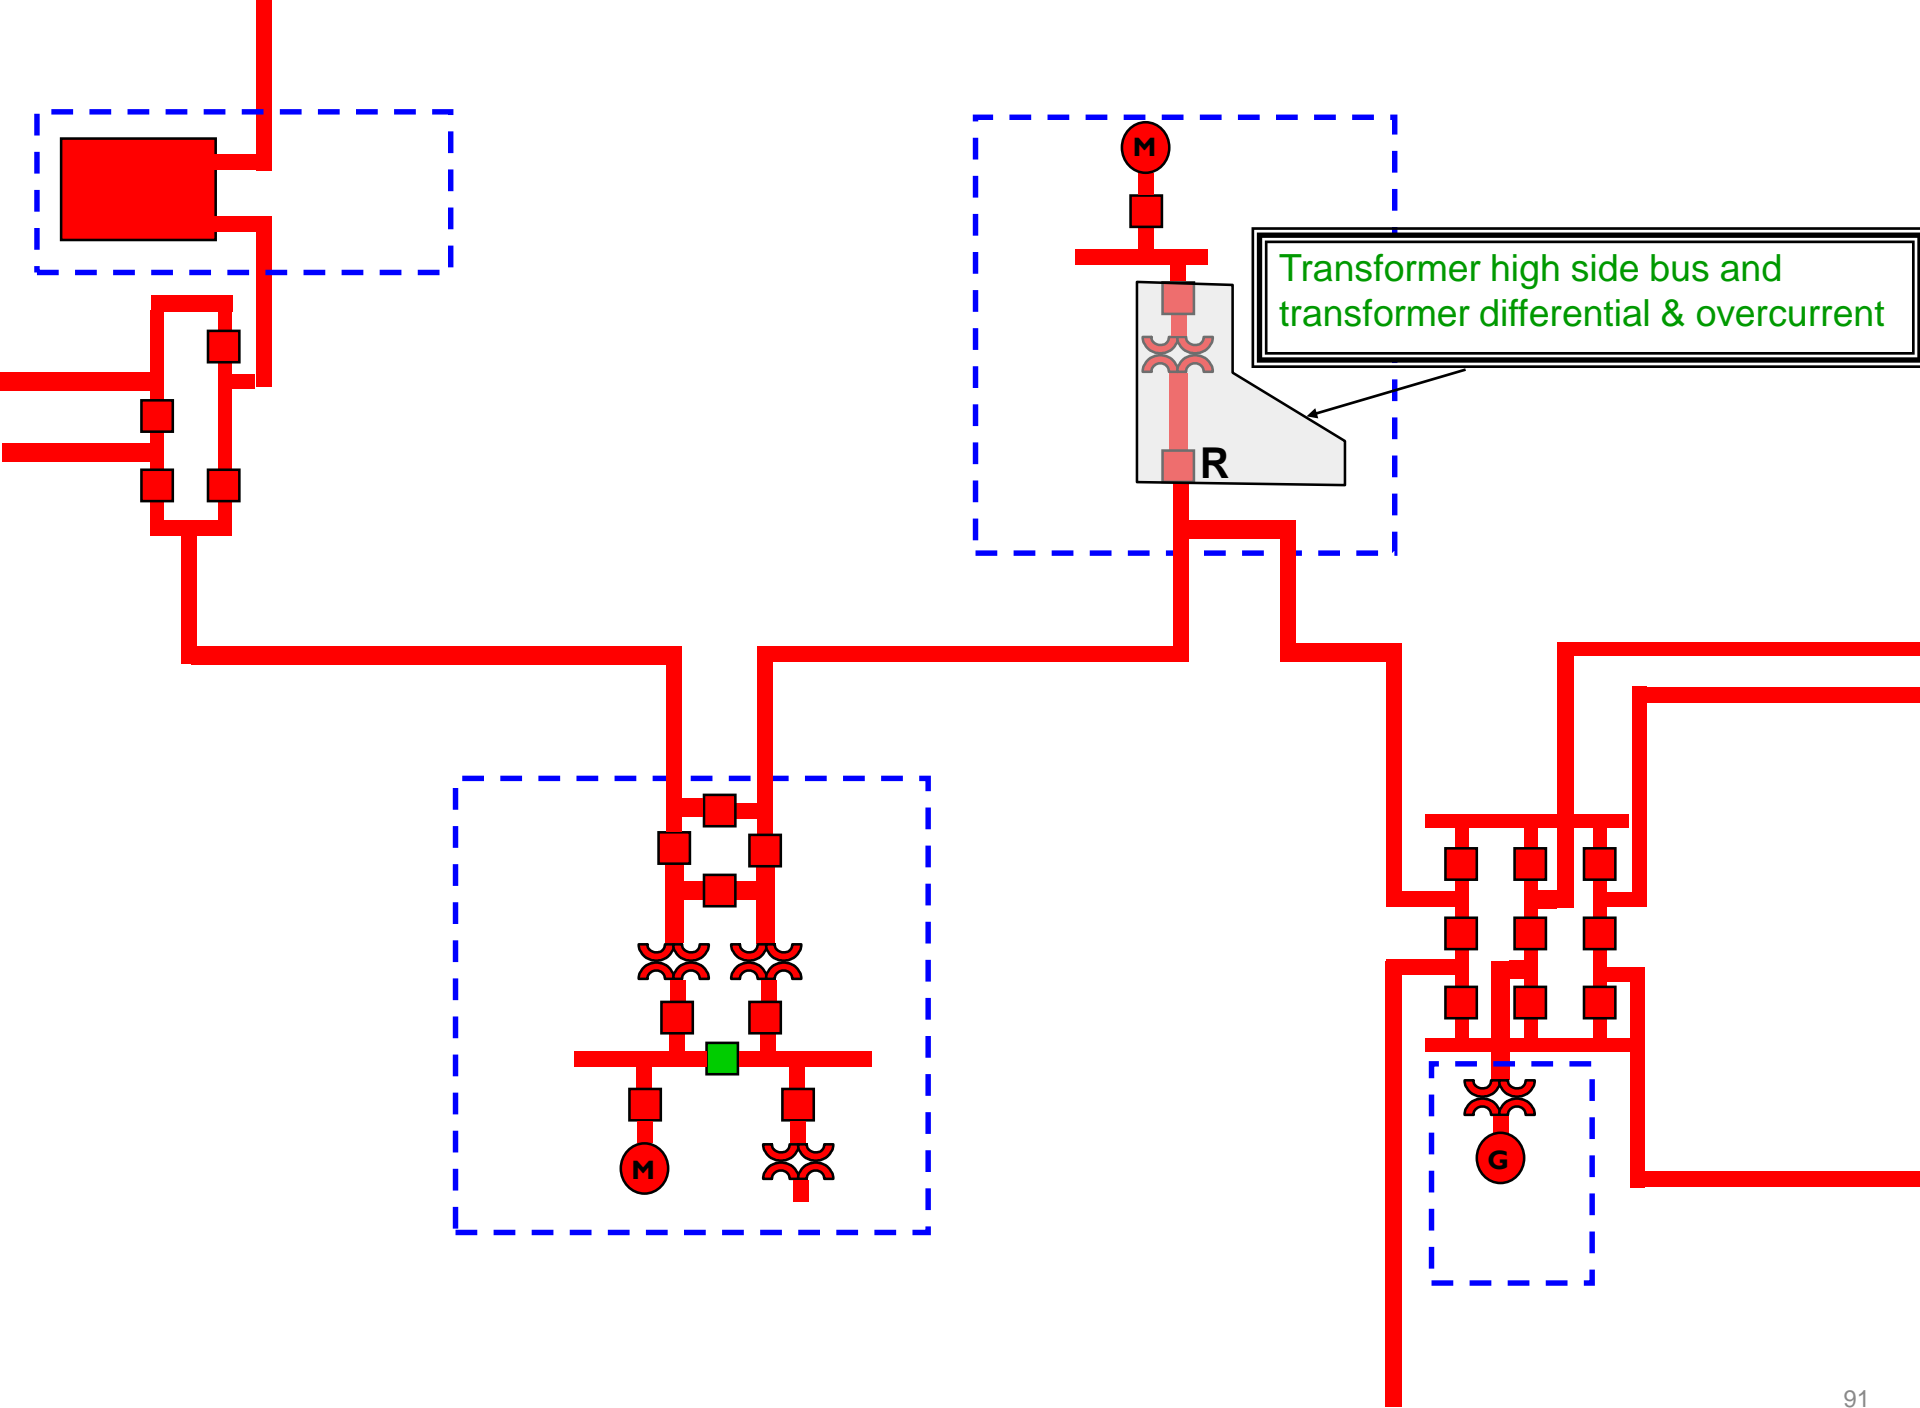 M
Transformer high side bus and
transformer differential & overcurrent
R
M
G
91